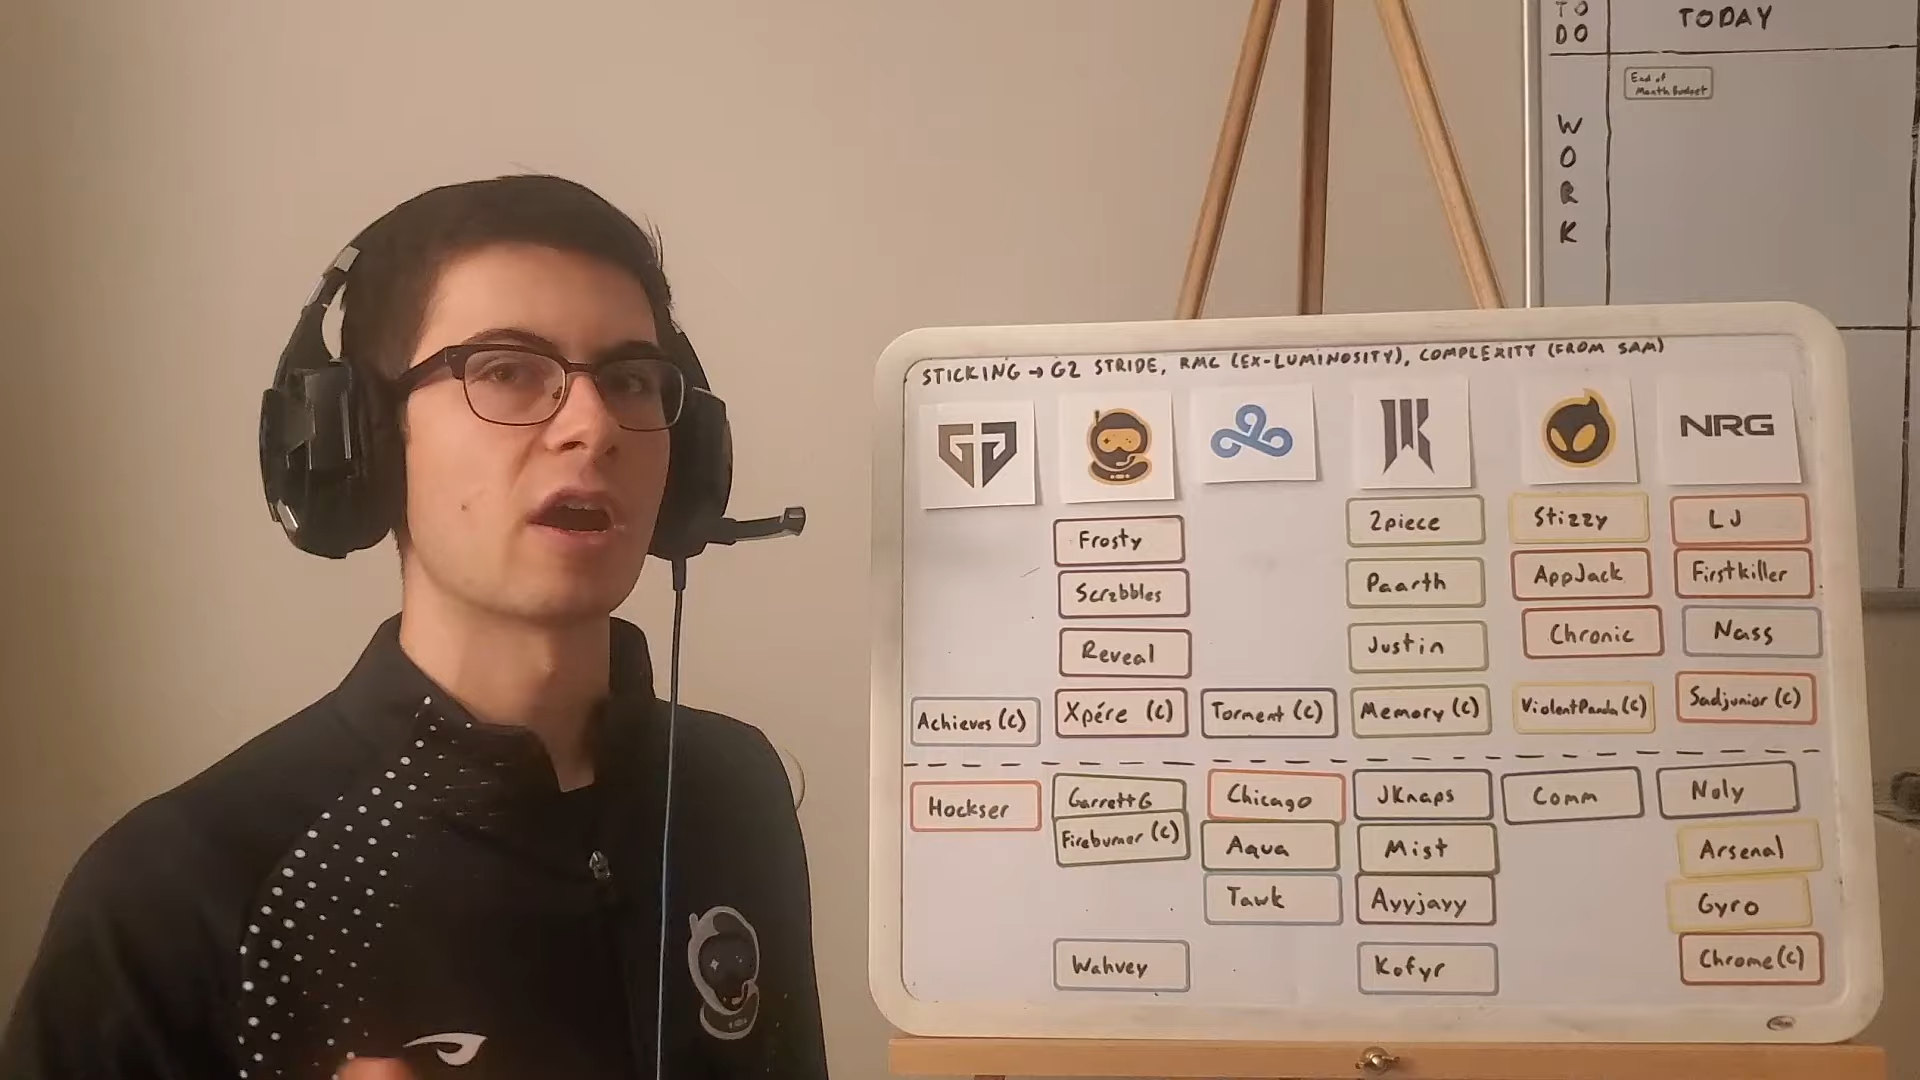 TO
DO
TODAY
End of
Month Budget
W
O
R
K
STICKING → G2 STRIDE, RMC (EX-LUMINOSITY), COMPLEXITY (FROM SAM)
NRG
Frosty
Scrzbbles
Reveal
Achieves (C)
Xpére (C)
Torment (C)
2piece
Paarth
Justin
Memory (C)
Stizzy
AppJack
Chronic
ViolentPanda (C)
LJ
Firstkiller
Nass
Sadjunior (C)
Hockser
GarrettG
Fireburner (C)
Wahvey
Chicago
Aqua
Tawk
JKnaps
Mist
Ayyjayy
Kofyr
Comm
Noly
Arsenal
Gyro
Chrome (C)